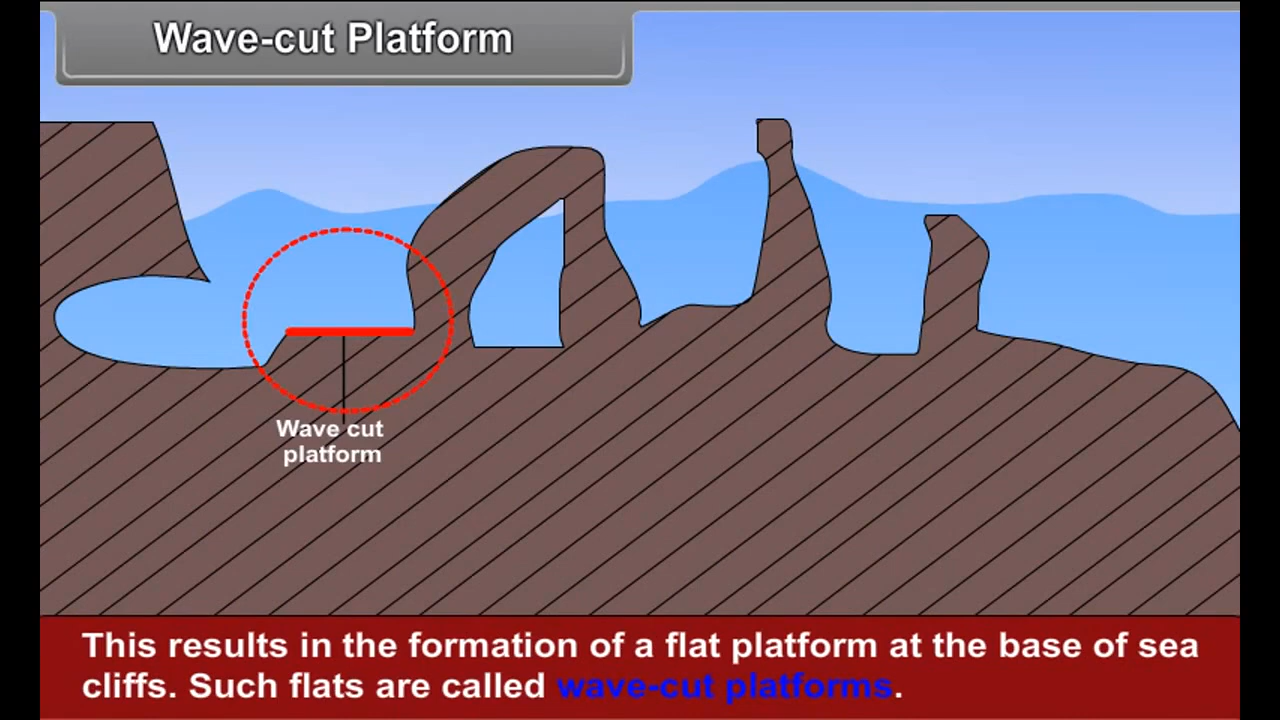 Wave-cut Platform
Wave cut
platform
This results in the formation of a flat platform at the base of sea
cliffs. Such flats are called wave-cut platforms.